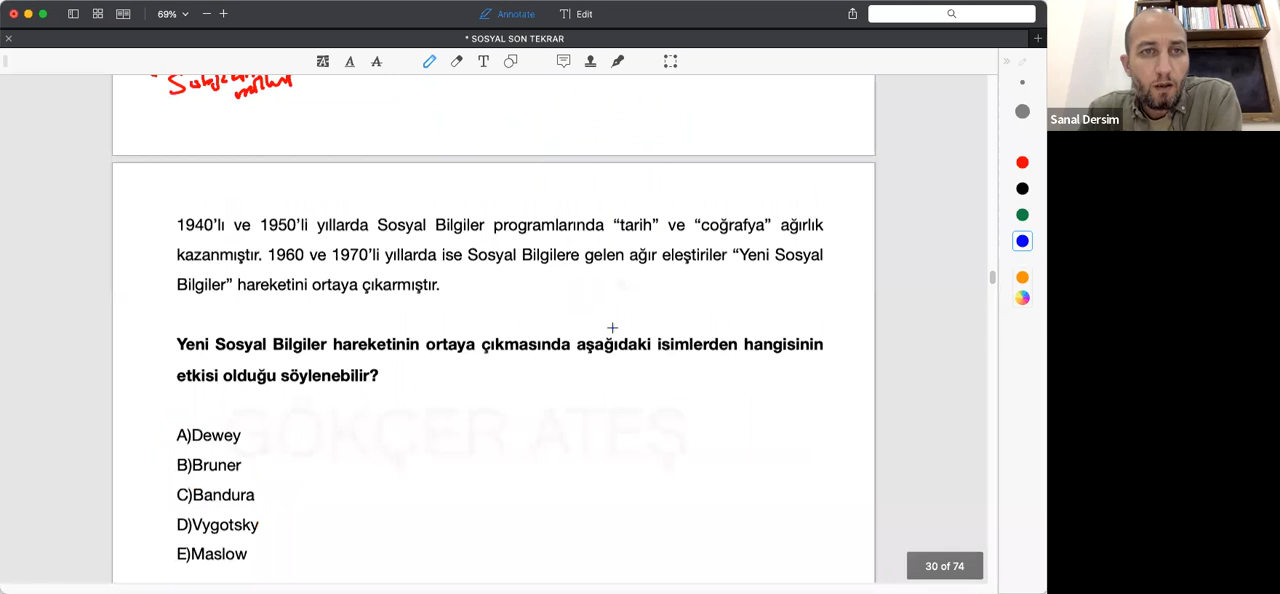 69%
Annotate
Edit
* SOSYAL SON TEKRAR
Sanal Dersim
1940’lı ve 1950’li yıllarda Sosyal Bilgiler programlarında “tarih” ve “coğrafya” ağırlık
kazanmıştır. 1960 ve 1970’li yıllarda ise Sosyal Bilgilere gelen ağır eleştiriler “Yeni Sosyal
Bilgiler” hareketini ortaya çıkarmıştır.
Yeni Sosyal Bilgiler hareketinin ortaya çıkmasında aşağıdaki isimlerden hangisinin
etkisi olduğu söylenebilir?
GÖKÇER ATEŞ
A)Dewey
B)Bruner
C)Bandura
D)Vygotsky
E)Maslow
30 of 74